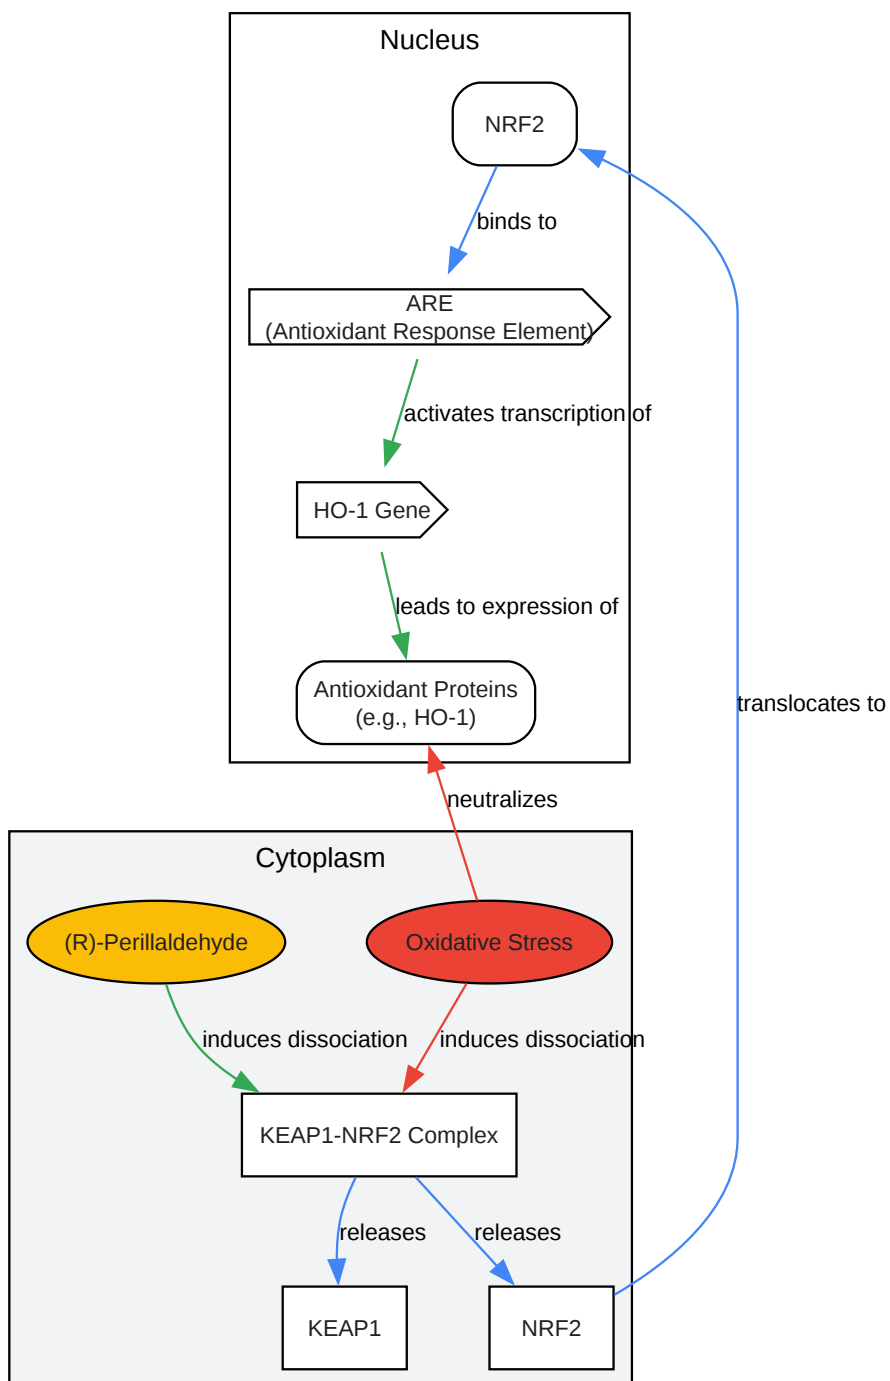 Nucleus
NRF2
binds to
ARE
(Antioxidant Response Element)
activates transcription of
HO-1 Gene
leads to expression of
Antioxidant Proteins
(e.g., HO-1)
translocates to
neutralizes
Cytoplasm
(R)-Perillaldehyde
Oxidative Stress
induces dissociation
induces dissociation
KEAP1-NRF2 Complex
releases
releases
KEAP1
NRF2